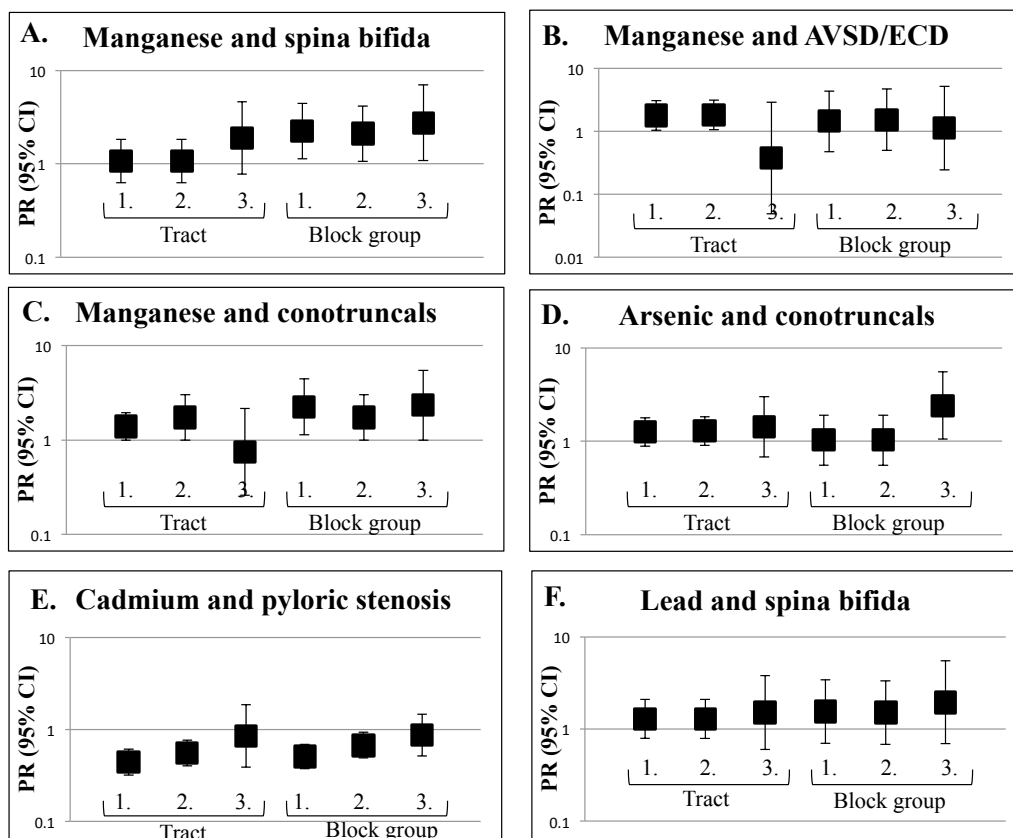 A. Manganese and spina bifida
PR (95% CI)
10
1
0.1
1. 2. 3. 1. 2. 3.
Tract Block group
B. Manganese and AVSD/ECD
PR (95% CI)
10
1
0.1
0.01
1. 2. 3. 1. 2. 3.
Tract Block group
C. Manganese and conotruncals
PR (95% CI)
10
1
0.1
1. 2. 3. 1. 2. 3.
Tract Block group
D. Arsenic and conotruncals
PR (95% CI)
10
1
0.1
1. 2. 3. 1. 2. 3.
Tract Block group
E. Cadmium and pyloric stenosis
PR (95% CI)
10
1
0.1
1. 2. 3. 1. 2. 3.
Tract Block group
F. Lead and spina bifida
PR (95% CI)
10
1
0.1
1. 2. 3. 1. 2. 3.
Tract Block group